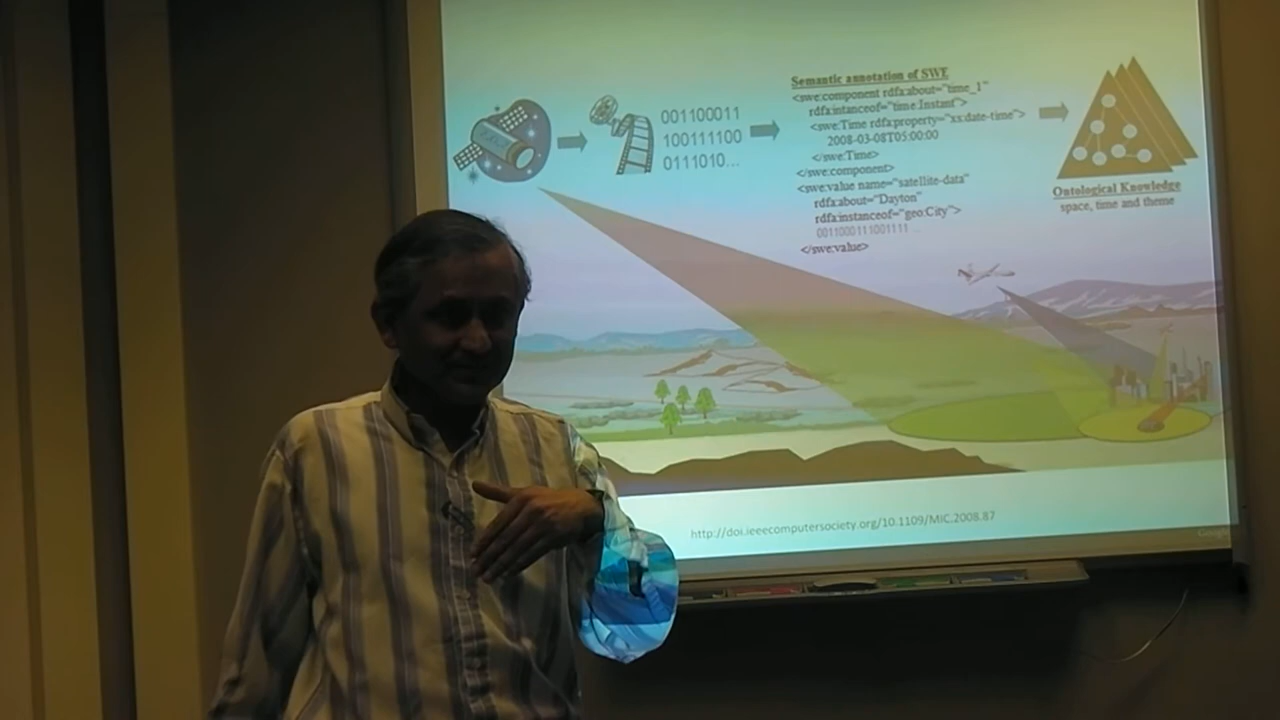 Semantic annotation of SWE
<swe:component rdfa:about="time_1"
rdfa:instanceof="time:Instant">
<swe:Time rdfa:property="xs:date-time">
2008-03-08T05:00:00
</swe:Time>
</swe:component>
<swe:value name="satellite-data"
rdfa:about="Dayton"
rdfa:instanceof="geo:City">
0011000111001111
</swe:value>
001100011
100111100
0111010...
Ontological Knowledge
space, time and theme
http://doi.ieeecomputersociety.org/10.1109/MIC.2008.87
Google